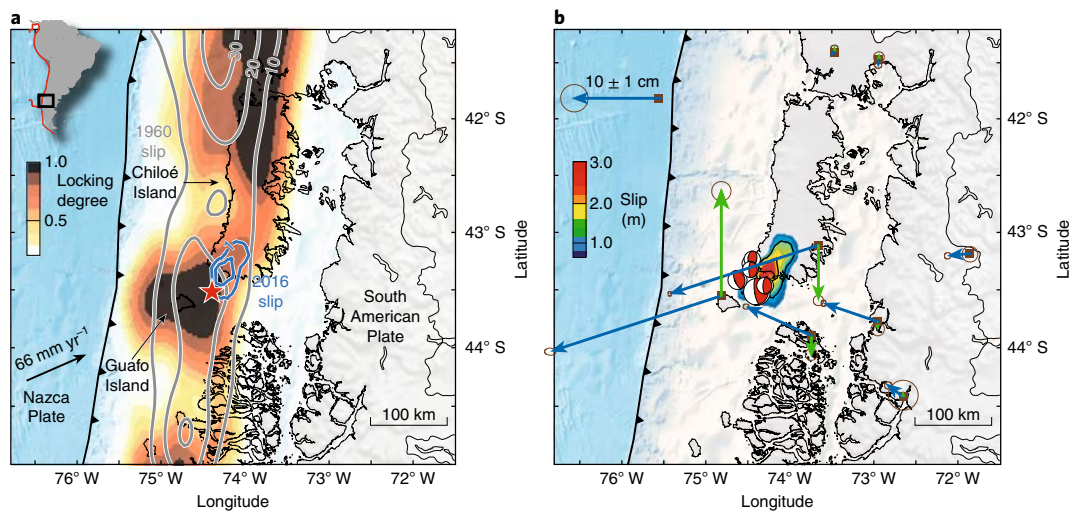 a
30
20
10
42° S
1960
slip
Chiloé
Island
1.0
Locking
degree
0.5
43° S
1
2016
slip
South
American
Plate
66 mm yr⁻¹
Guafo
Island
44° S
Nazca
Plate
100 km
76° W
75° W
74° W
73° W
72° W
Longitude
Latitude
b
10 ± 1 cm
42° S
3.0
Slip
2.0
(m)
1.0
43° S
44° S
100 km
76° W
75° W
74° W
73° W
72° W
Longitude
Latitude